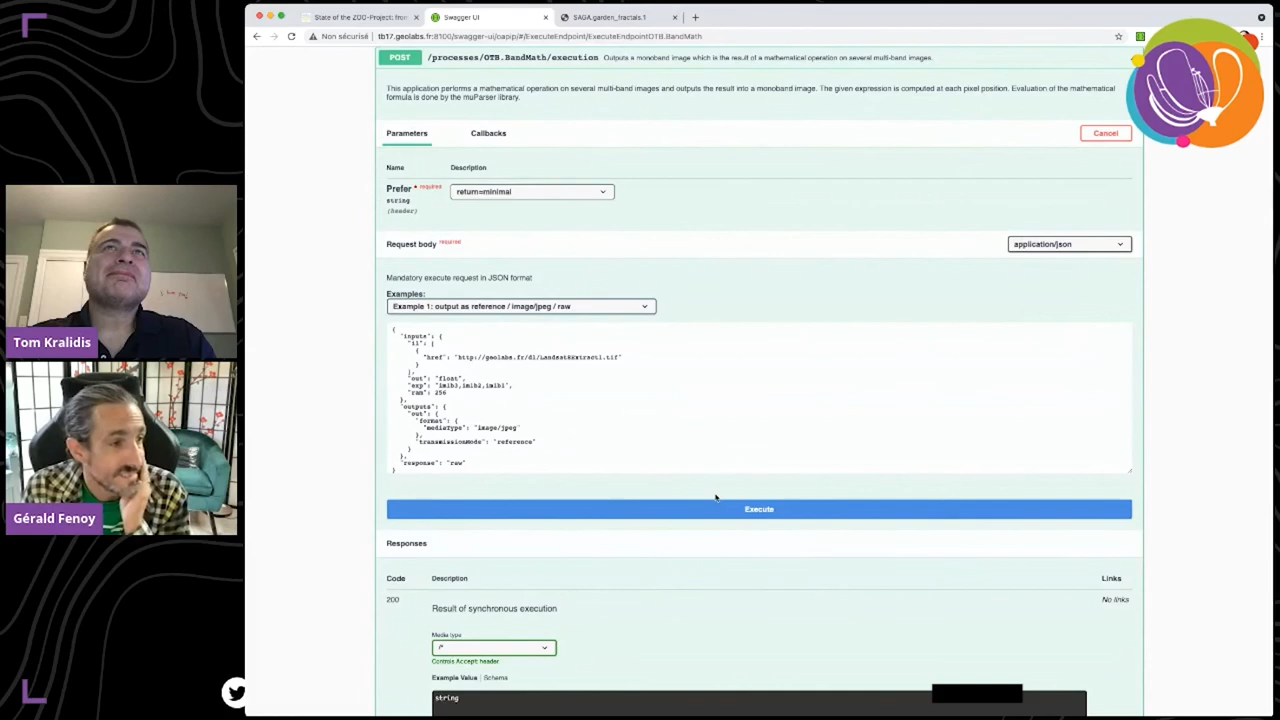 State of the ZOO-Project: fro
Swagger UI
SAGA.garden_fractals.1
Non sécurisé
tb17.geolabs.fr:8100/swagger-ui/oapip/#/ExecuteEndpoint/ExecuteEndpointOTB.BandMath
POST
/processes/OTB.BandMath/execution
Outputs a monoband image which is the result of a mathematical operation on several multi-band images.
This application performs a mathematical operation on several multi-band images and outputs the result into a monoband image. The given expression is computed at each pixel position. Evaluation of the mathematical
formula is done by the muParser library.
Parameters
Callbacks
Cancel
Name
Description
Prefer * required
return=minimal
string
(header)
Request body required
application/json
Mandatory execute request in JSON format
Examples:
Example 1: output as reference / image/jpeg / raw
{
"inputs": {
"il": [
{
"href": "http://geolabs.fr/dl/Landsat8Extract1.tif"
}
],
"out": "float",
"exp": "im1b3,im1b2,im1b1",
"ram": 256
},
"outputs": {
"out": {
"format": {
"mediaType": "image/jpeg"
},
"transmissionMode": "reference"
}
},
"response": "raw"
}
Execute
Responses
Code
Description
Links
200
No links
Result of synchronous execution
Media type
/*
Controls Accept header.
Example Value | Schema
string
Tom Kralidis
Gérald Fenoy